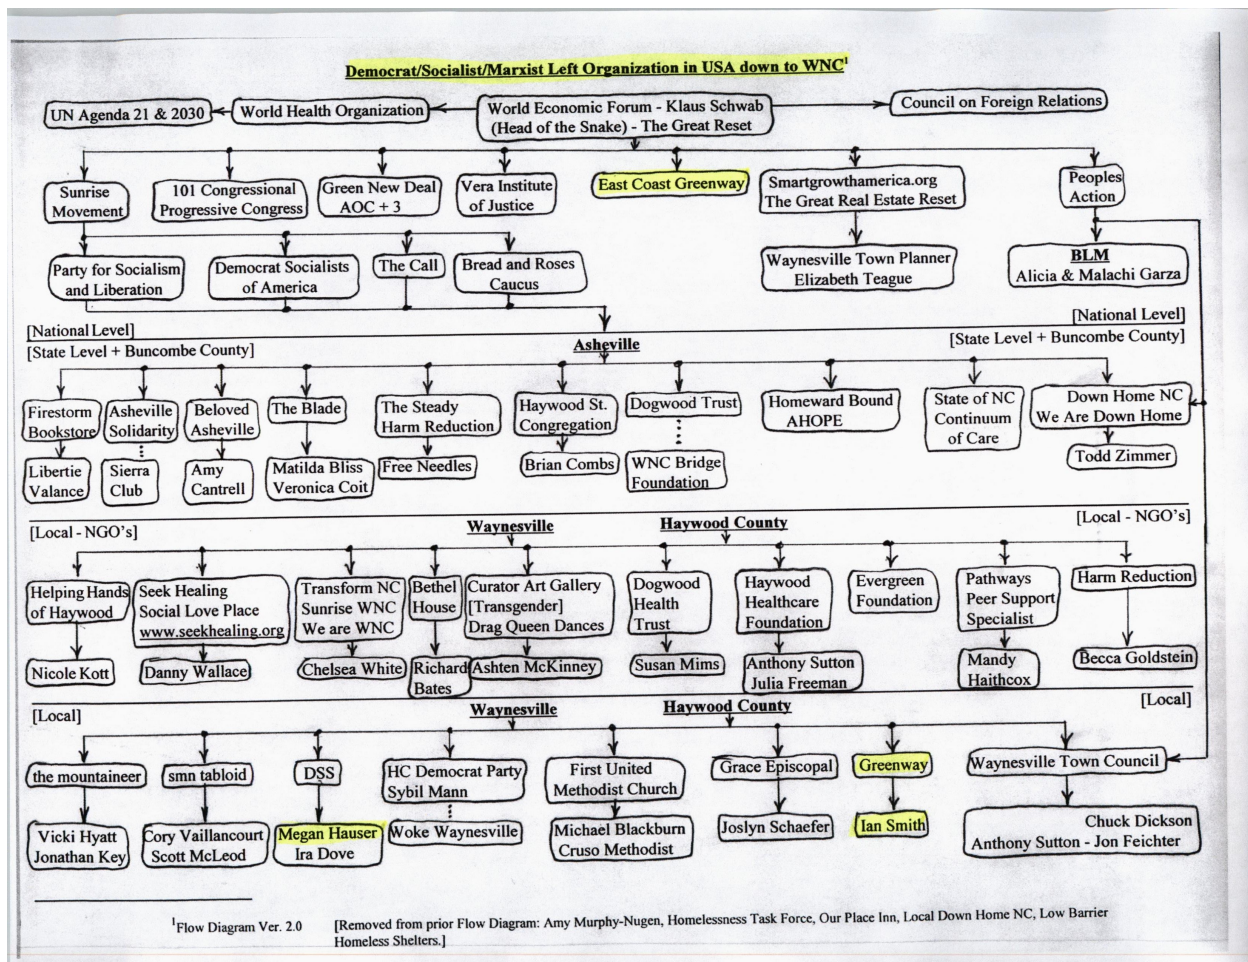 Democrat/Socialist/Marxist Left Organization in USA down to WNC¹
UN Agenda 21 & 2030
World Health Organization
World Economic Forum - Klaus Schwab
(Head of the Snake) - The Great Reset
Council on Foreign Relations
Sunrise
Movement
101 Congressional
Progressive Congress
Green New Deal
AOC + 3
Vera Institute
of Justice
East Coast Greenway
Smartgrowthamerica.org
The Great Real Estate Reset
Peoples
Action
Party for Socialism
and Liberation
Democrat Socialists
of America
The Call
Bread and Roses
Caucus
Waynesville Town Planner
Elizabeth Teague
BLM
Alicia & Malachi Garza
[National Level]
[National Level]
[State Level + Buncombe County]
Asheville
[State Level + Buncombe County]
Firestorm
Bookstore
Asheville
Solidarity
Beloved
Asheville
The Blade
The Steady
Harm Reduction
Haywood St.
Congregation
Dogwood Trust
Homeward Bound
AHOPE
State of NC
Continuum
of Care
Down Home NC
We Are Down Home
Libertie
Valance
Sierra
Club
Amy
Cantrell
Matilda Bliss
Veronica Coit
Free Needles
Brian Combs
WNC Bridge
Foundation
Todd Zimmer
[Local - NGO's]
Waynesville
Haywood County
[Local - NGO's]
Helping Hands
of Haywood
Seek Healing
Social Love Place
www.seekhealing.org
Transform NC
Sunrise WNC
We are WNC
Bethel
House
Curator Art Gallery
[Transgender]
Drag Queen Dances
Dogwood
Health
Trust
Haywood
Healthcare
Foundation
Evergreen
Foundation
Pathways
Peer Support
Specialist
Harm Reduction
Nicole Kott
Danny Wallace
Chelsea White
Richard
Bates
Ashten McKinney
Susan Mims
Anthony Sutton
Julia Freeman
Mandy
Haithcox
Becca Goldstein
[Local]
Waynesville
Haywood County
[Local]
the mountaineer
smn tabloid
DSS
HC Democrat Party
Sybil Mann
First United
Methodist Church
Grace Episcopal
Greenway
Waynesville Town Council
Vicki Hyatt
Jonathan Key
Cory Vaillancourt
Scott McLeod
Megan Hauser
Ira Dove
Woke Waynesville
Michael Blackburn
Cruso Methodist
Joslyn Schaefer
Ian Smith
Chuck Dickson
Anthony Sutton - Jon Feichter
¹Flow Diagram Ver. 2.0
[Removed from prior Flow Diagram: Amy Murphy-Nugen, Homelessness Task Force, Our Place Inn, Local Down Home NC, Low Barrier
Homeless Shelters.]